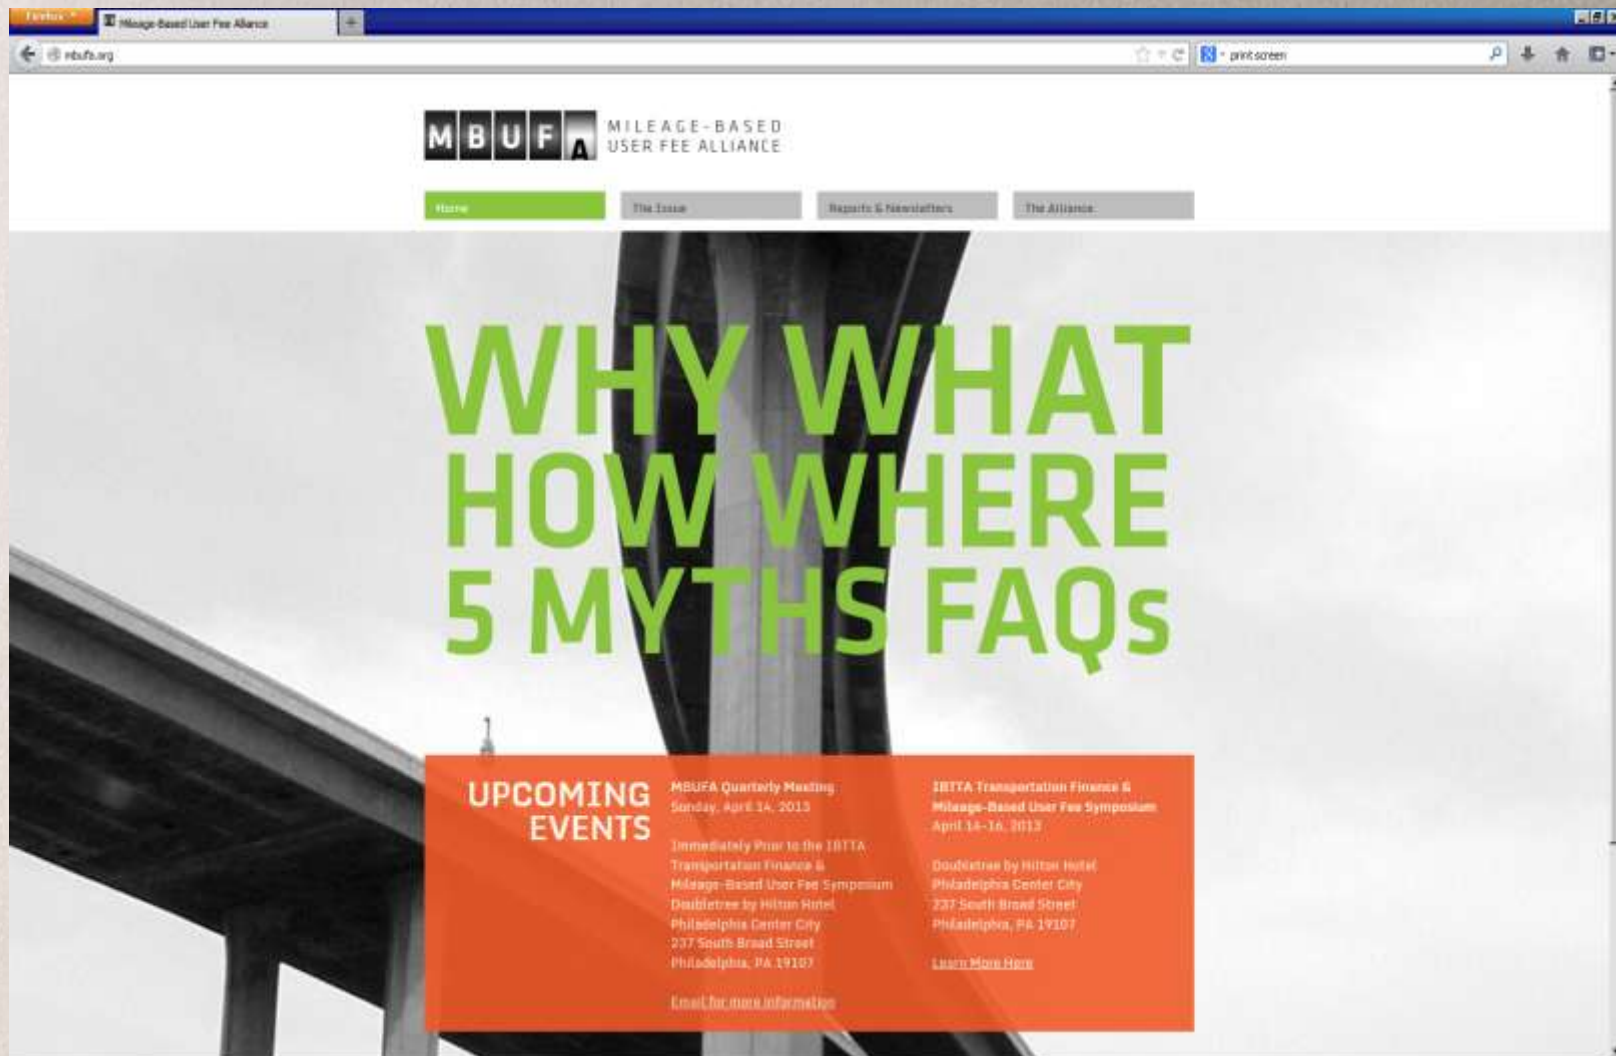 Firefox
Mileage-Based User Fee Alliance
mbufa.org
print screen
MBUFA
MILEAGE-BASED
USER FEE ALLIANCE
Home
The Issue
Reports & Newsletters
The Alliance
WHY WHAT
HOW WHERE
5 MYTHS FAQs
UPCOMING
EVENTS
MBUFA Quarterly Meeting
Sunday, April 14, 2013
Immediately Prior to the IBTTA
Transportation Finance &
Mileage-Based User Fee Symposium
Doubletree by Hilton Hotel
Philadelphia Center City
237 South Broad Street
Philadelphia, PA 19107
Email for more information
IBTTA Transportation Finance &
Mileage-Based User Fee Symposium
April 14-16, 2013
Doubletree by Hilton Hotel
Philadelphia Center City
237 South Broad Street
Philadelphia, PA 19107
Learn More Here